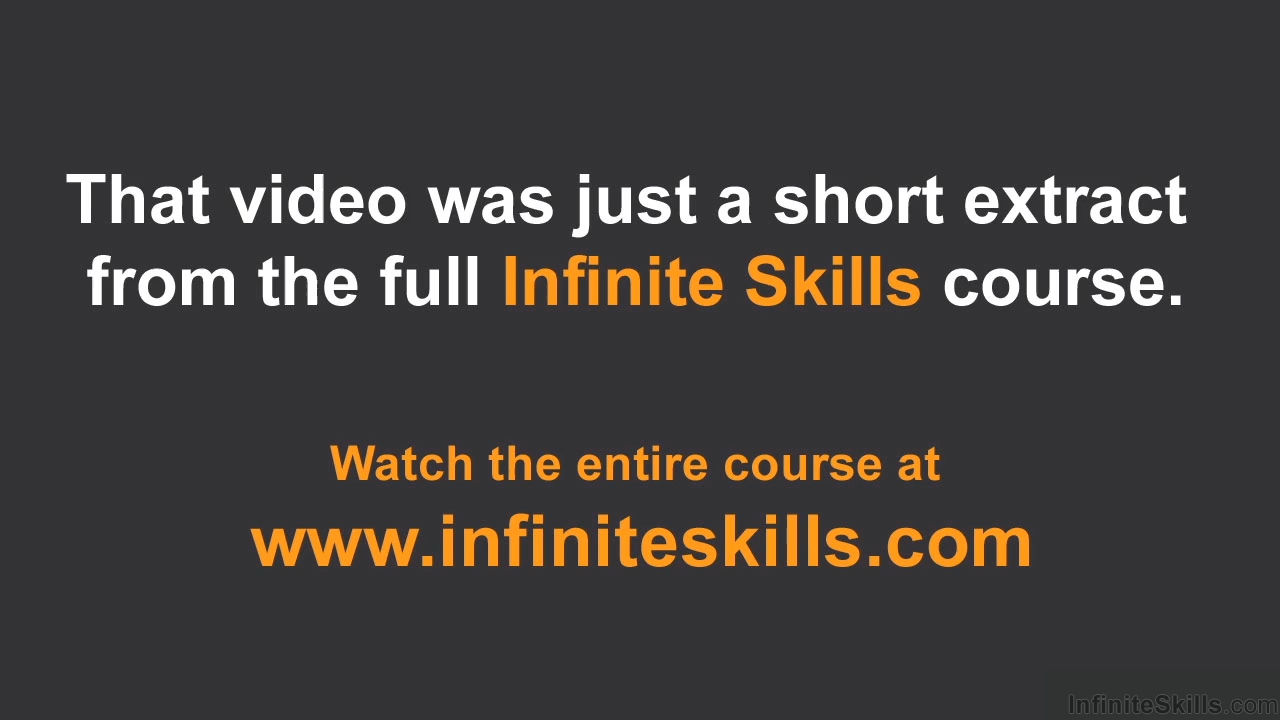 That video was just a short extract
from the full Infinite Skills course.
Watch the entire course at
www.infiniteskills.com
InfiniteSkills.com